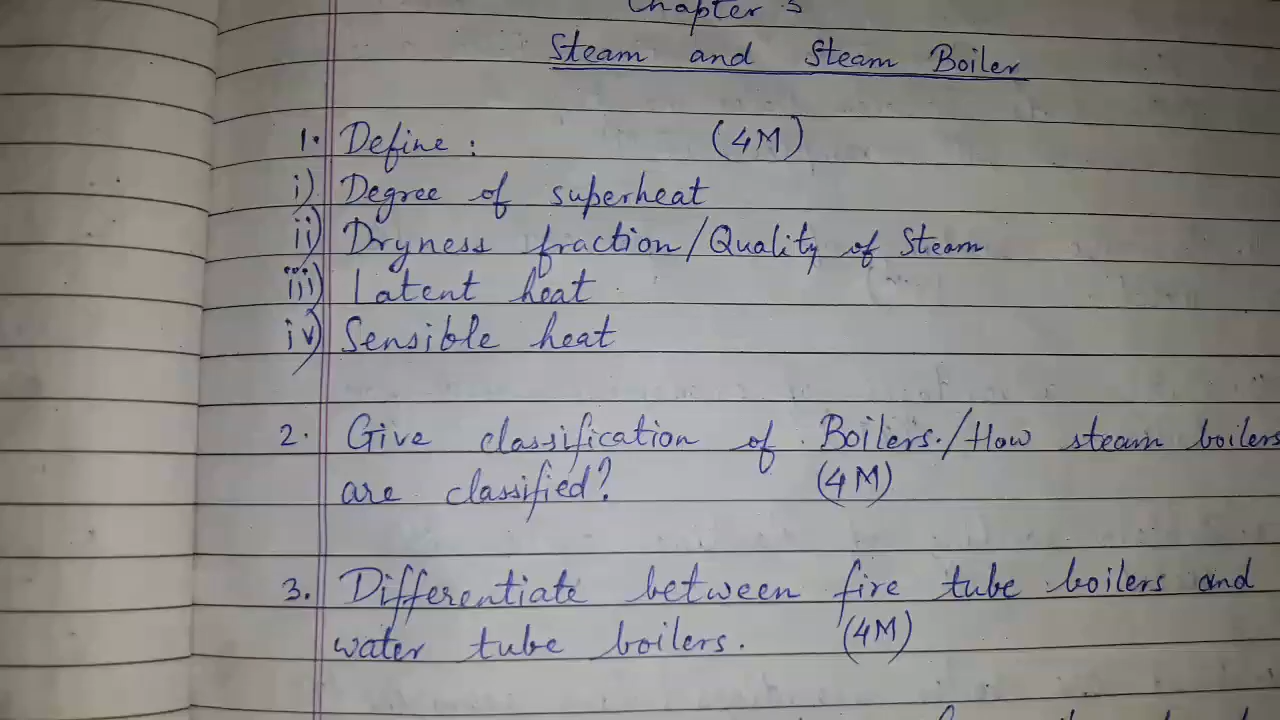 Chapter 3
Steam and Steam Boiler
1. Define : (4M)
i) Degree of superheat
ii) Dryness fraction/Quality of Steam
iii) Latent heat
iv) Sensible heat
2. Give classification of Boilers./How steam boilers
are classified? (4M)
3. Differentiate between fire tube boilers and
water tube boilers. (4M)